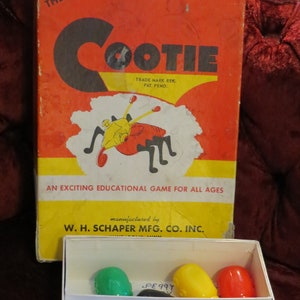 THE
COOTIE
TRADE MARK REG.
PAT. PEND.
AN EXCITING EDUCATIONAL GAME FOR ALL AGES
manufactured by
W. H. SCHAPER MFG. CO. INC.